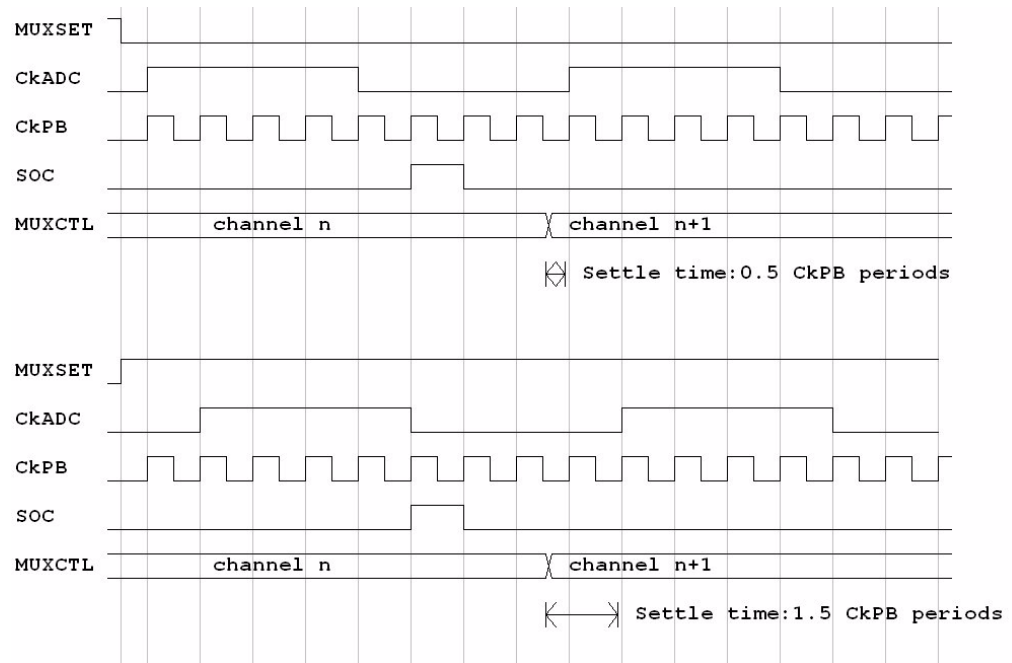 MUXSET
CkADC
CkPB
SOC
MUXCTL channel n channel n+1
Settle time:0.5 CkPB periods
MUXSET
CkADC
CkPB
SOC
MUXCTL channel n channel n+1
Settle time:1.5 CkPB periods